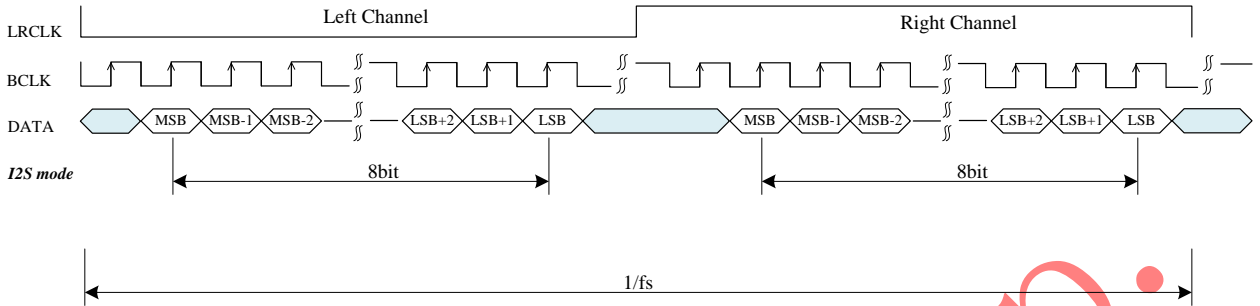 Left Channel
Right Channel
LRCLK
BCLK
DATA MSB MSB-1 MSB-2 LSB+2 LSB+1 LSB MSB MSB-1 MSB-2 LSB+2 LSB+1 LSB
I2S mode 8bit 8bit
1/fs